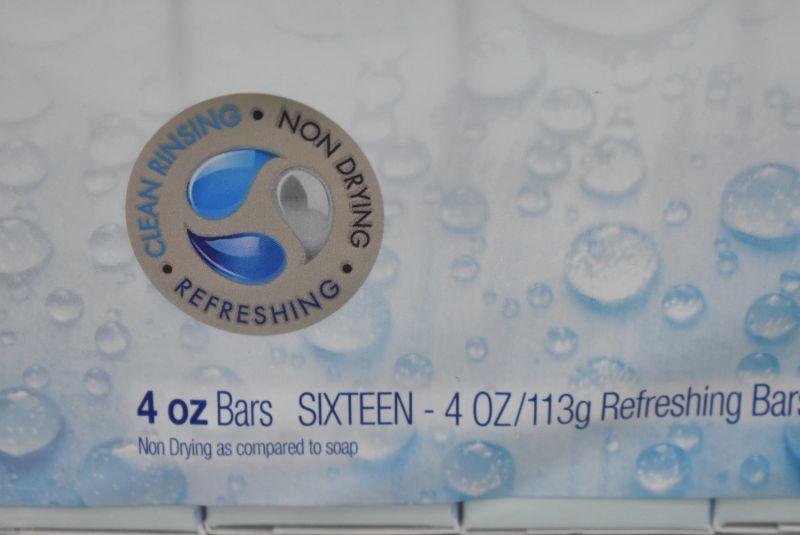 CLEAN RINSING • NON DRYING • REFRESHING •
4 oz Bars SIXTEEN - 4 OZ/113g Refreshing Bars
Non Drying as compared to soap